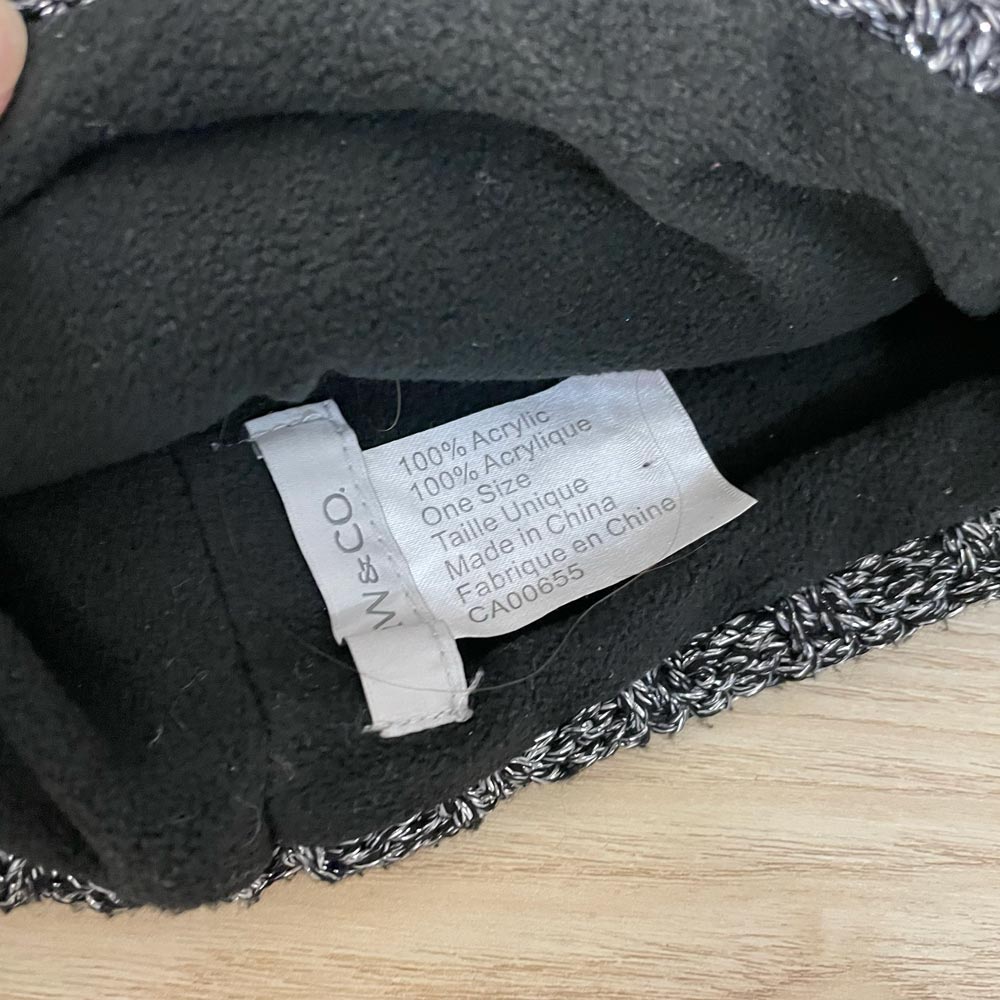 W & CO.
100% Acrylic
100% Acrylique
One Size
Taille Unique
Made in China
Fabrique en Chine
CA00655